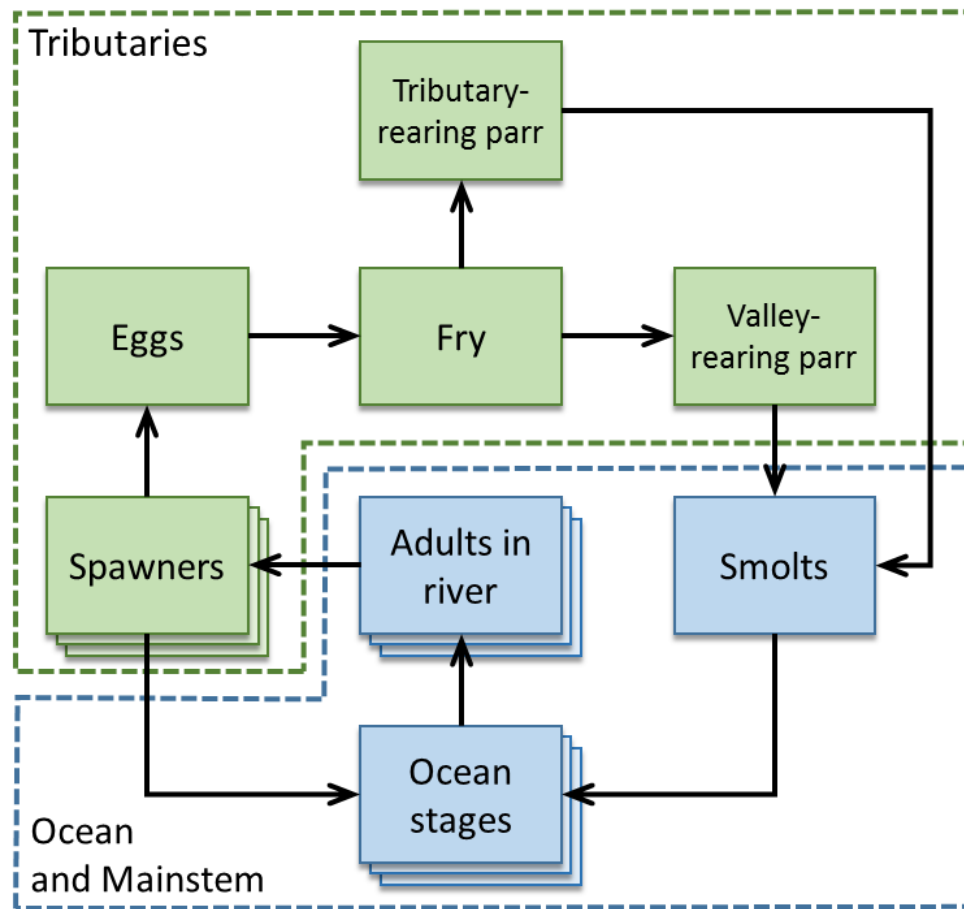 Tributaries
Tributary-
rearing parr
Eggs
Fry
Valley-
rearing parr
Spawners
Adults in
river
Smolts
Ocean
stages
Ocean
and Mainstem